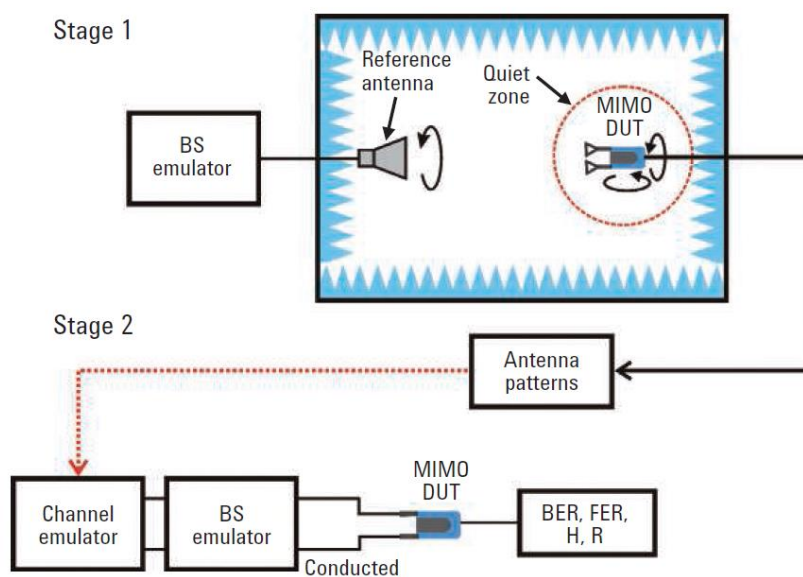 Stage 1
Reference
antenna
Quiet
zone
MIMO
DUT
BS
emulator
Stage 2
Antenna
patterns
MIMO
DUT
Channel
emulator
BS
emulator
BER, FER,
H, R
Conducted